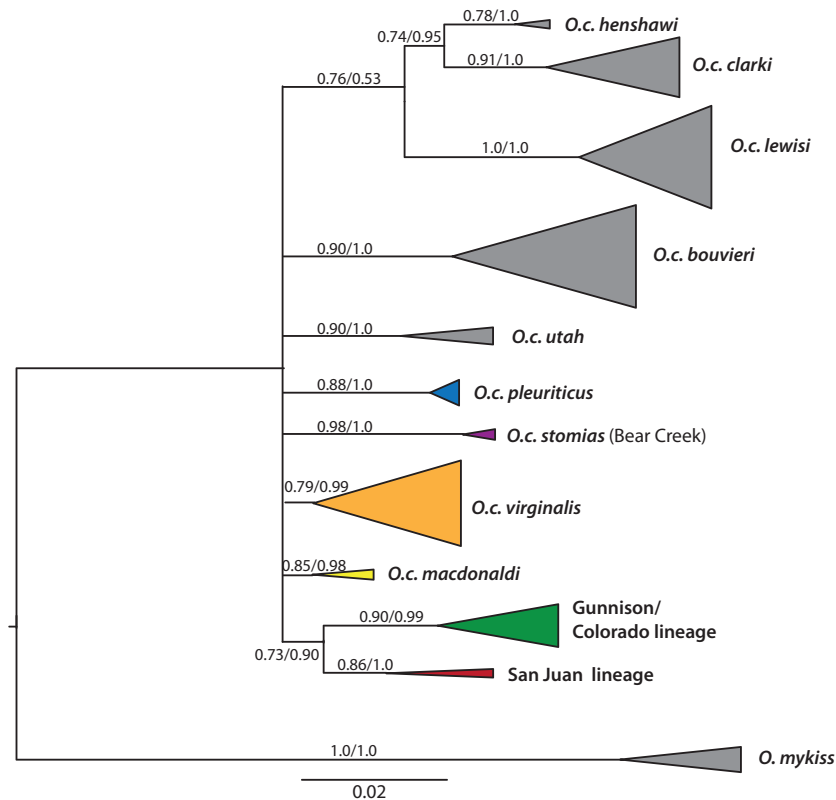 0.78/1.0
O.c. henshawi
0.74/0.95
0.91/1.0
O.c. clarki
0.76/0.53
1.0/1.0
O.c. lewisi
0.90/1.0
O.c. bouvieri
0.90/1.0
O.c. utah
0.88/1.0
O.c. pleuriticus
0.98/1.0
O.c. stomias (Bear Creek)
0.79/0.99
O.c. virginalis
0.85/0.98
O.c. macdonaldi
0.90/0.99
Gunnison/
Colorado lineage
0.73/0.90
0.86/1.0
San Juan lineage
1.0/1.0
O. mykiss
0.02